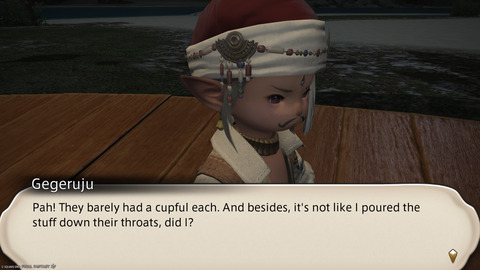 Gegeruju
Pah! They barely had a cupful each. And besides, it's not like I poured the
stuff down their throats, did I?